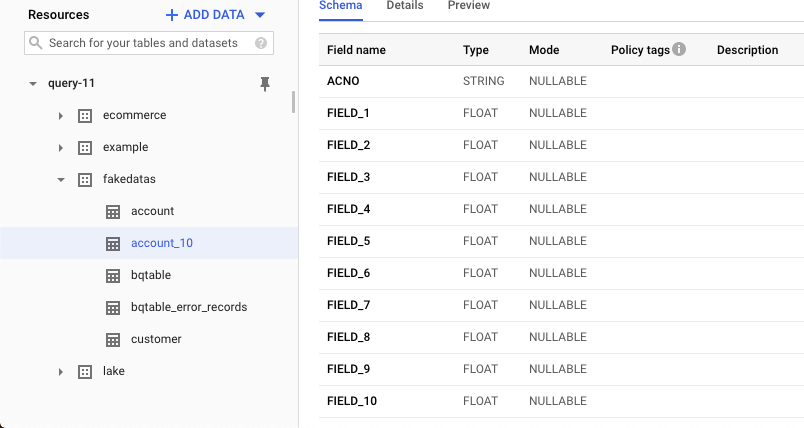 Resources
ADD DATA
Search for your tables and datasets
query-11
ecommerce
example
fakedatas
account
account_10
bqtable
bqtable_error_records
customer
lake
Schema Details Preview
Field name Type Mode Policy tags Description
ACNO STRING NULLABLE
FIELD_1 FLOAT NULLABLE
FIELD_2 FLOAT NULLABLE
FIELD_3 FLOAT NULLABLE
FIELD_4 FLOAT NULLABLE
FIELD_5 FLOAT NULLABLE
FIELD_6 FLOAT NULLABLE
FIELD_7 FLOAT NULLABLE
FIELD_8 FLOAT NULLABLE
FIELD_9 FLOAT NULLABLE
FIELD_10 FLOAT NULLABLE